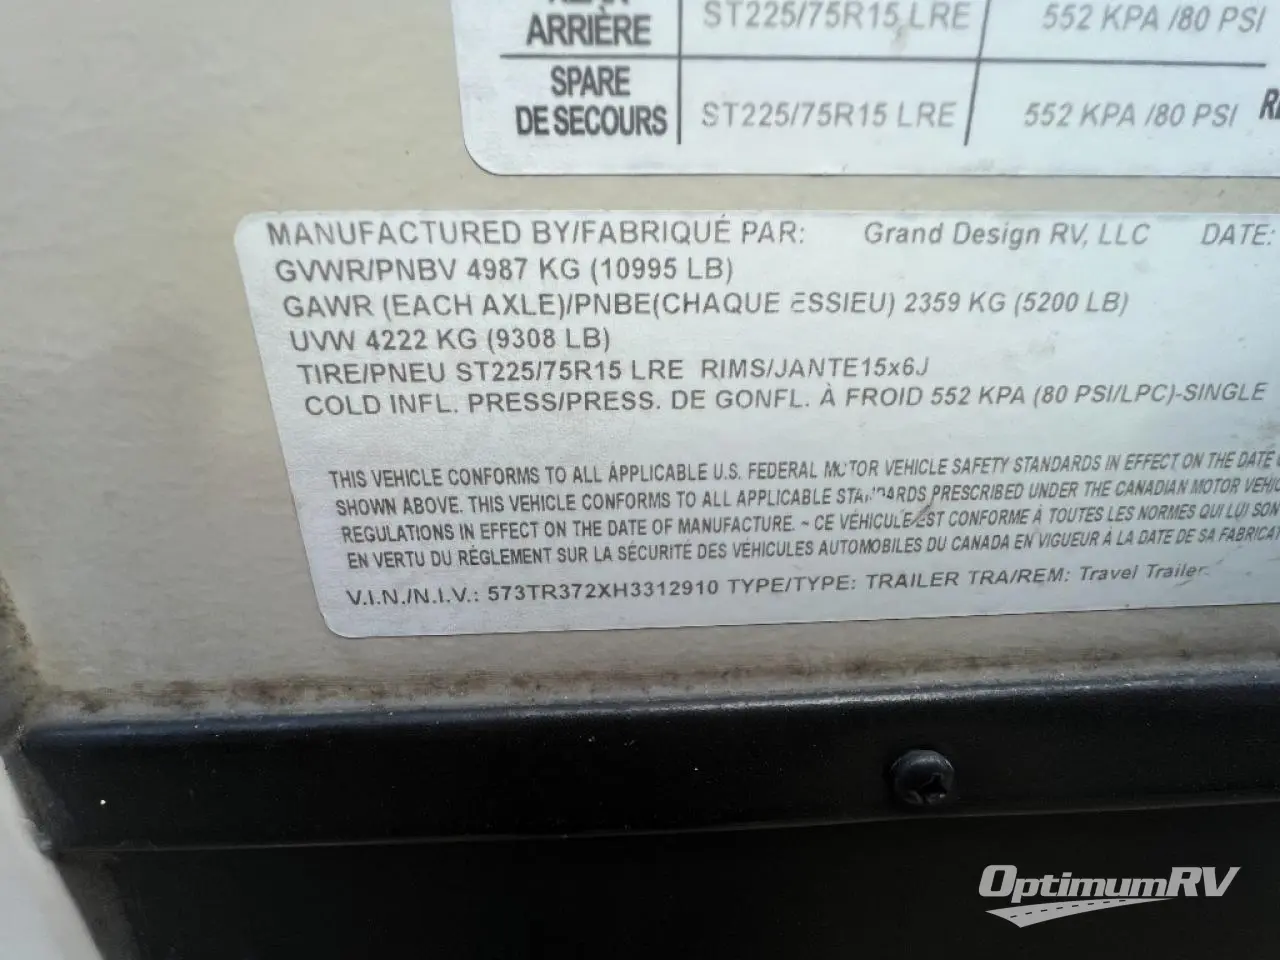 ARRIÈRE ST225/75R15 LRE 552 KPA /80 PSI
SPARE
DE SECOURS ST225/75R15 LRE 552 KPA /80 PSI
MANUFACTURED BY/FABRIQUÉ PAR: Grand Design RV, LLC DATE:
GVWR/PNBV 4987 KG (10995 LB)
GAWR (EACH AXLE)/PNBE(CHAQUE ESSIEU) 2359 KG (5200 LB)
UVW 4222 KG (9308 LB)
TIRE/PNEU ST225/75R15 LRE RIMS/JANTE15x6J
COLD INFL. PRESS/PRESS. DE GONFL. À FROID 552 KPA (80 PSI/LPC)-SINGLE
THIS VEHICLE CONFORMS TO ALL APPLICABLE U.S. FEDERAL MOTOR VEHICLE SAFETY STANDARDS IN EFFECT ON THE DATE
SHOWN ABOVE. THIS VEHICLE CONFORMS TO ALL APPLICABLE STANDARDS PRESCRIBED UNDER THE CANADIAN MOTOR VEHIC
REGULATIONS IN EFFECT ON THE DATE OF MANUFACTURE. ~ CE VÉHICULE EST CONFORME À TOUTES LES NORMES QUI LUI SON
EN VERTU DU RÉGLEMENT SUR LA SÉCURITÉ DES VÉHICULES AUTOMOBILES DU CANADA EN VIGUEUR À LA DATE DE SA FABRICAT
V.I.N./N.I.V.: 573TR372XH3312910 TYPE/TYPE: TRAILER TRA/REM: Travel Trailer
OptimumRV